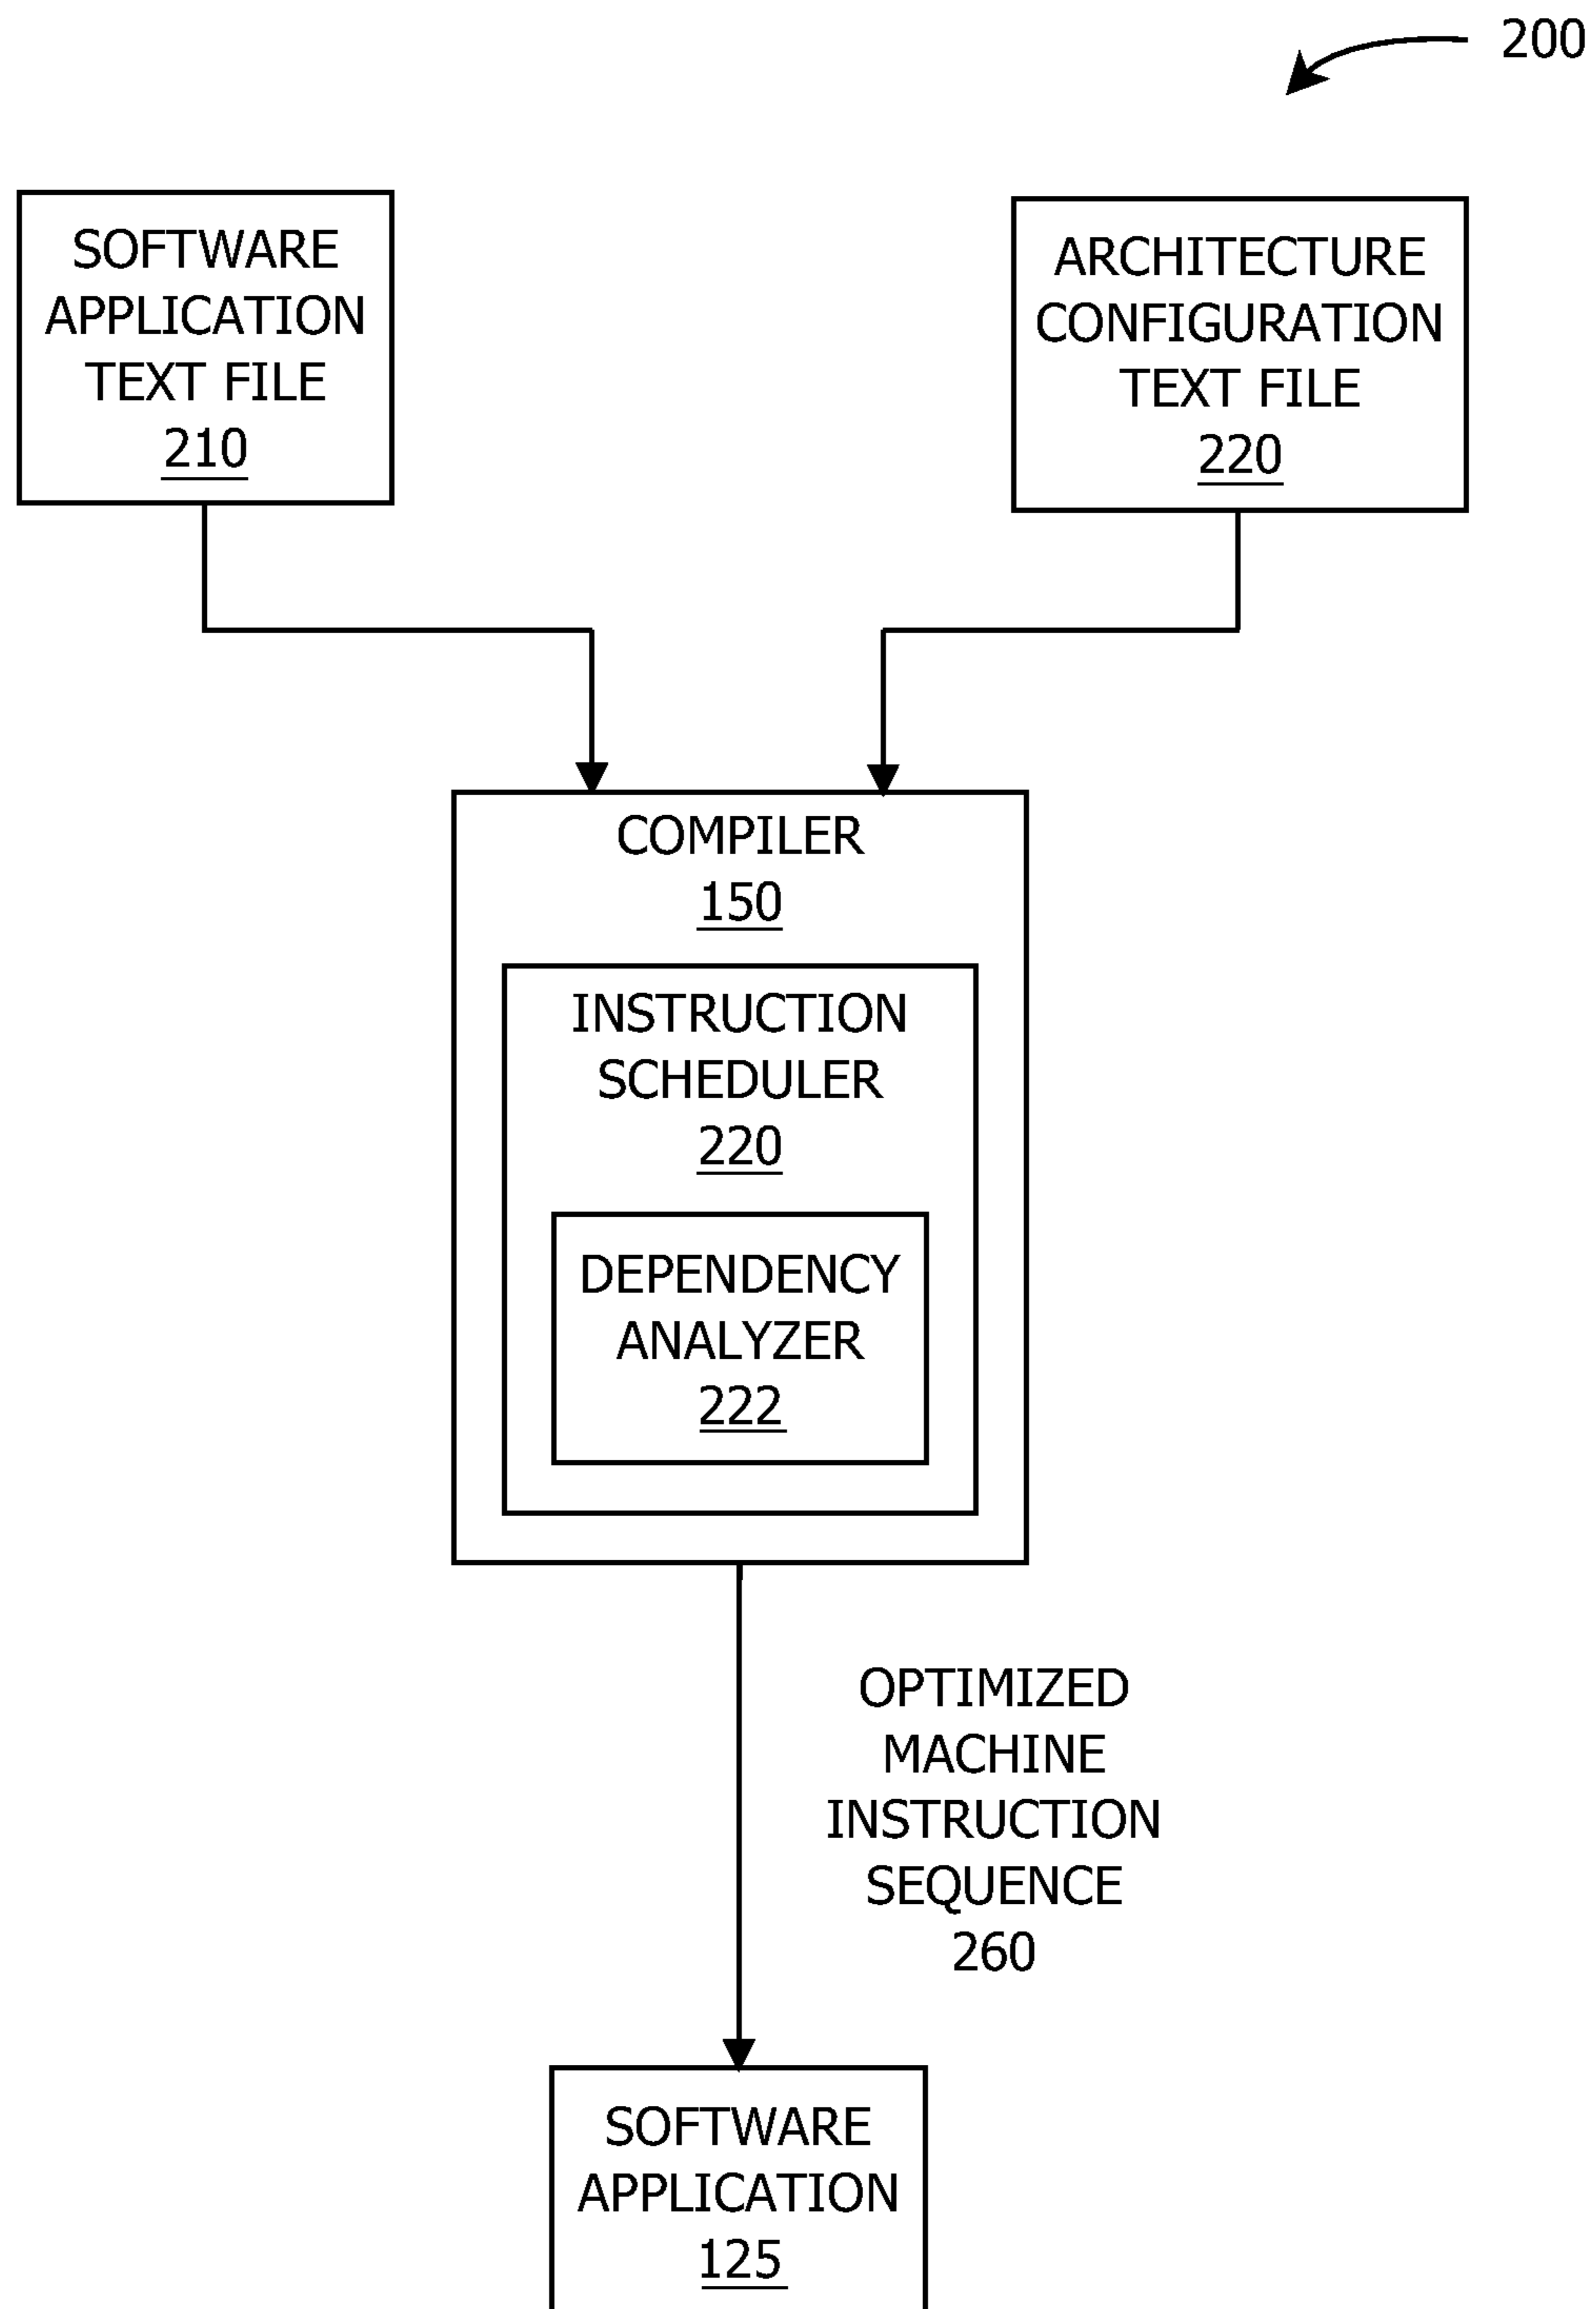 200
SOFTWARE
APPLICATION
TEXT FILE
210
ARCHITECTURE
CONFIGURATION
TEXT FILE
220
COMPILER
150
INSTRUCTION
SCHEDULER
220
DEPENDENCY
ANALYZER
222
OPTIMIZED
MACHINE
INSTRUCTION
SEQUENCE
260
SOFTWARE
APPLICATION
125